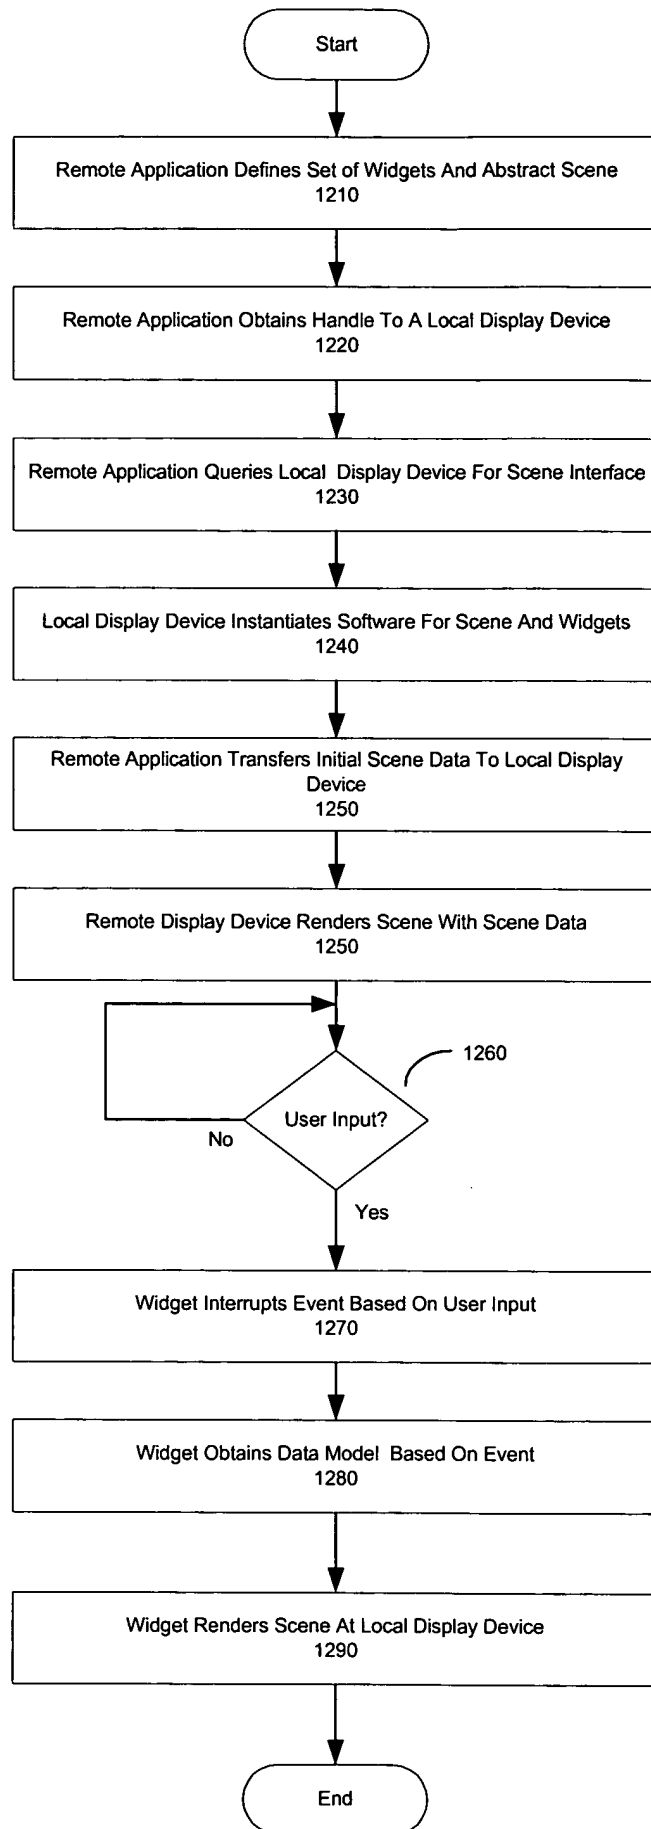 Start
Remote Application Defines Set of Widgets And Abstract Scene
1210
Remote Application Obtains Handle To A Local Display Device
1220
Remote Application Queries Local Display Device For Scene Interface
1230
Local Display Device Instantiates Software For Scene And Widgets
1240
Remote Application Transfers Initial Scene Data To Local Display
Device
1250
Remote Display Device Renders Scene With Scene Data
1250
1260
User Input?
No
Yes
Widget Interrupts Event Based On User Input
1270
Widget Obtains Data Model Based On Event
1280
Widget Renders Scene At Local Display Device
1290
End